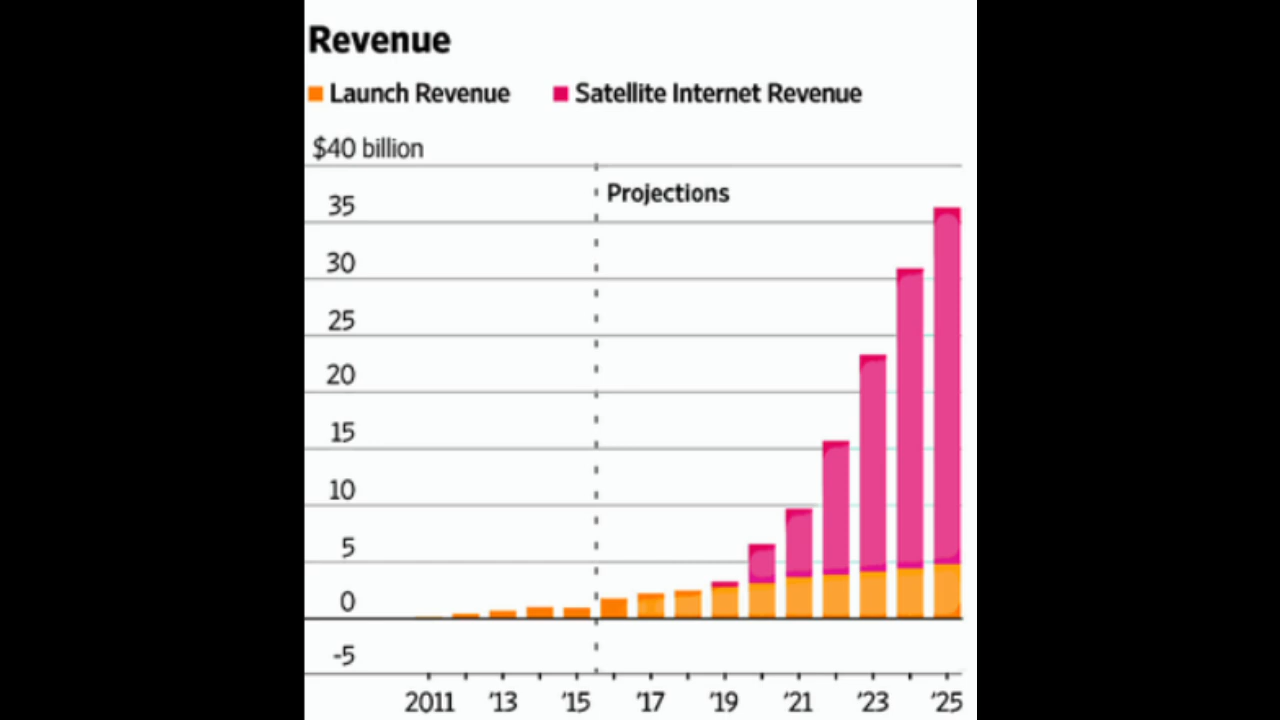 Revenue
Launch Revenue Satellite Internet Revenue
$40 billion
Projections
35
30
25
20
15
10
5
0
-5
2011 '13 '15 '17 '19 '21 '23 '25